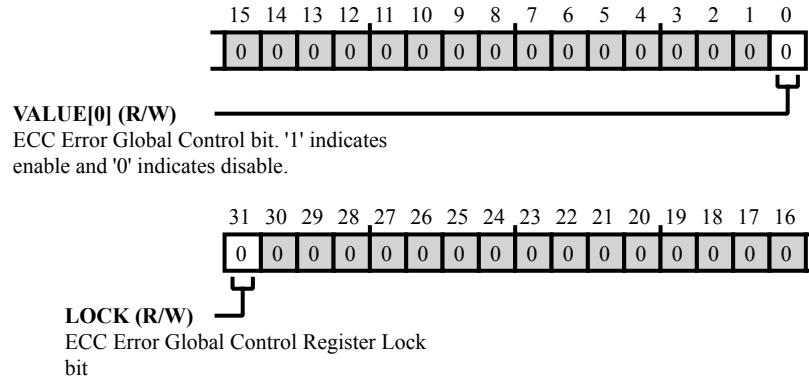 15 14 13 12 11 10 9 8 7 6 5 4 3 2 1 0
0 0 0 0 0 0 0 0 0 0 0 0 0 0 0 0
VALUE[0] (R/W)
ECC Error Global Control bit. '1' indicates
enable and '0' indicates disable.
31 30 29 28 27 26 25 24 23 22 21 20 19 18 17 16
0 0 0 0 0 0 0 0 0 0 0 0 0 0 0 0
LOCK (R/W)
ECC Error Global Control Register Lock
bit